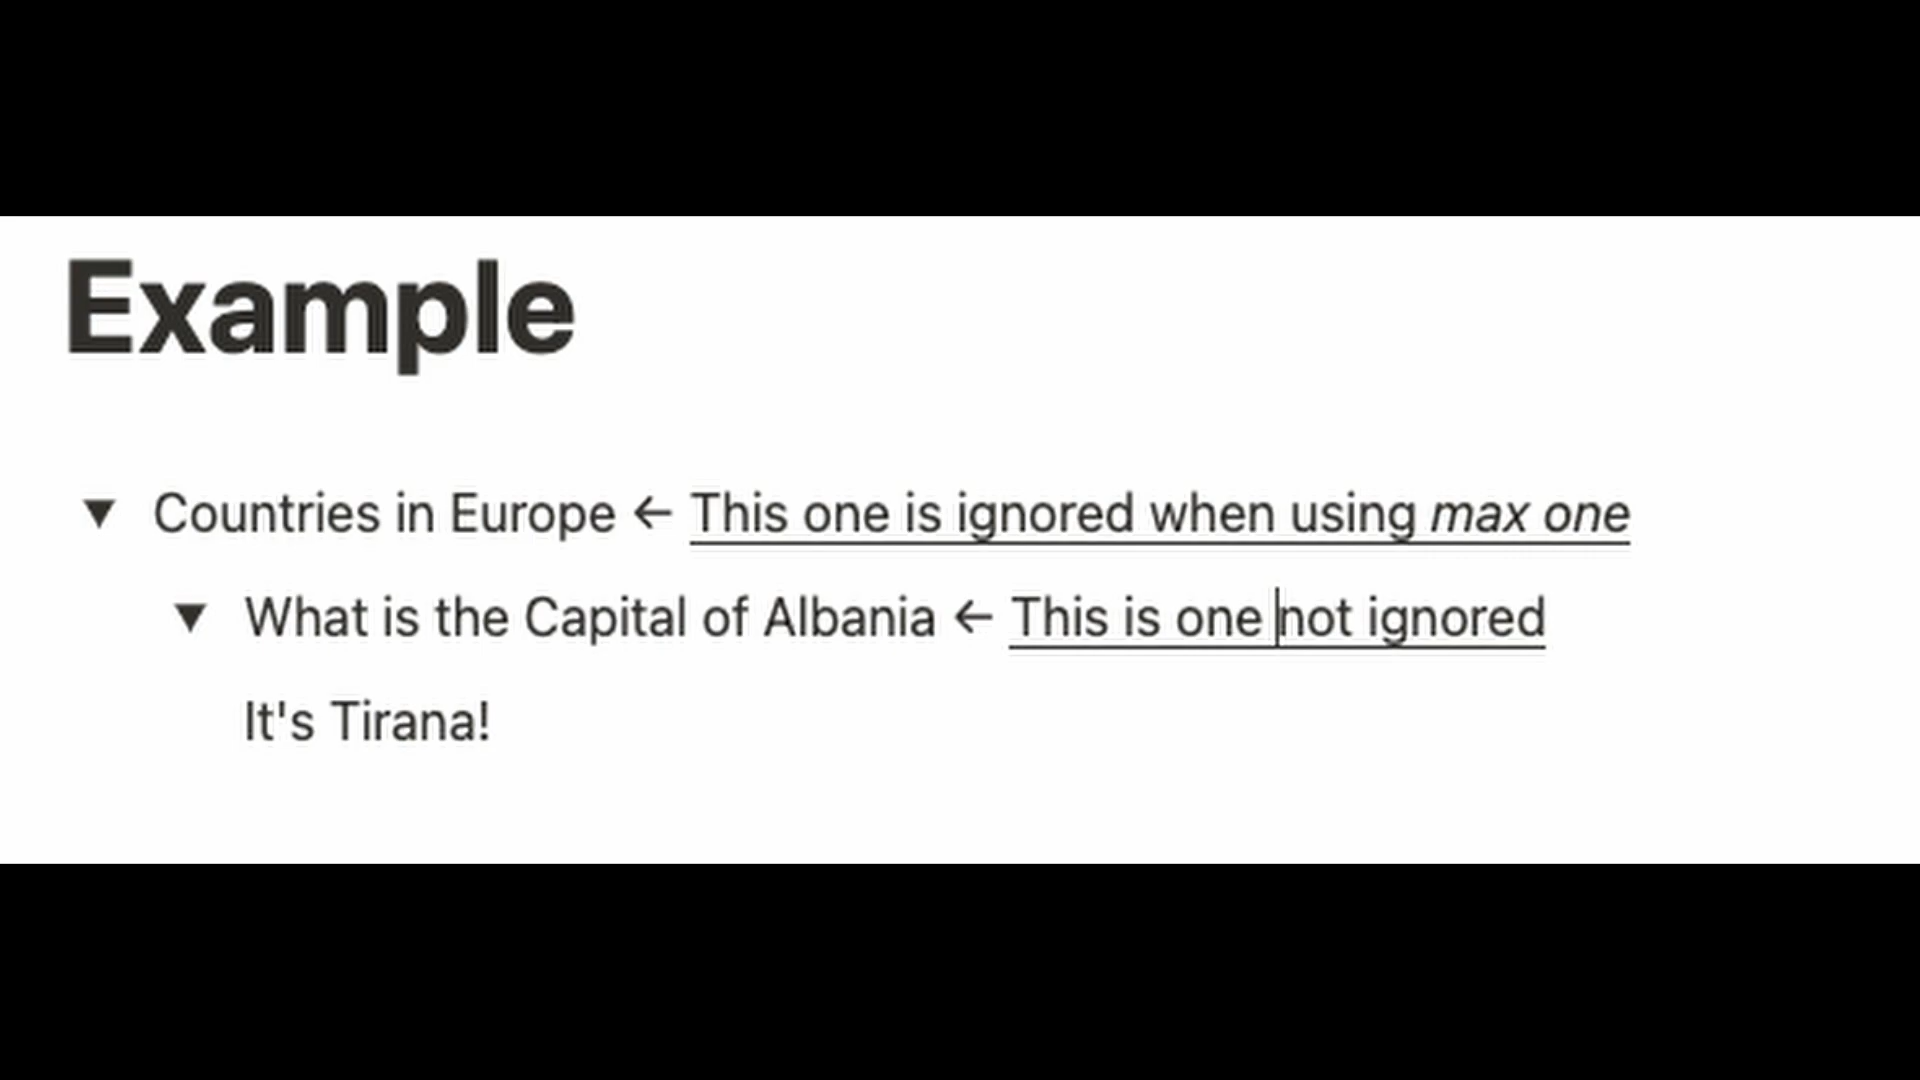 Example
▼ Countries in Europe ← This one is ignored when using max one
▼ What is the Capital of Albania ← This is one not ignored
It's Tirana!